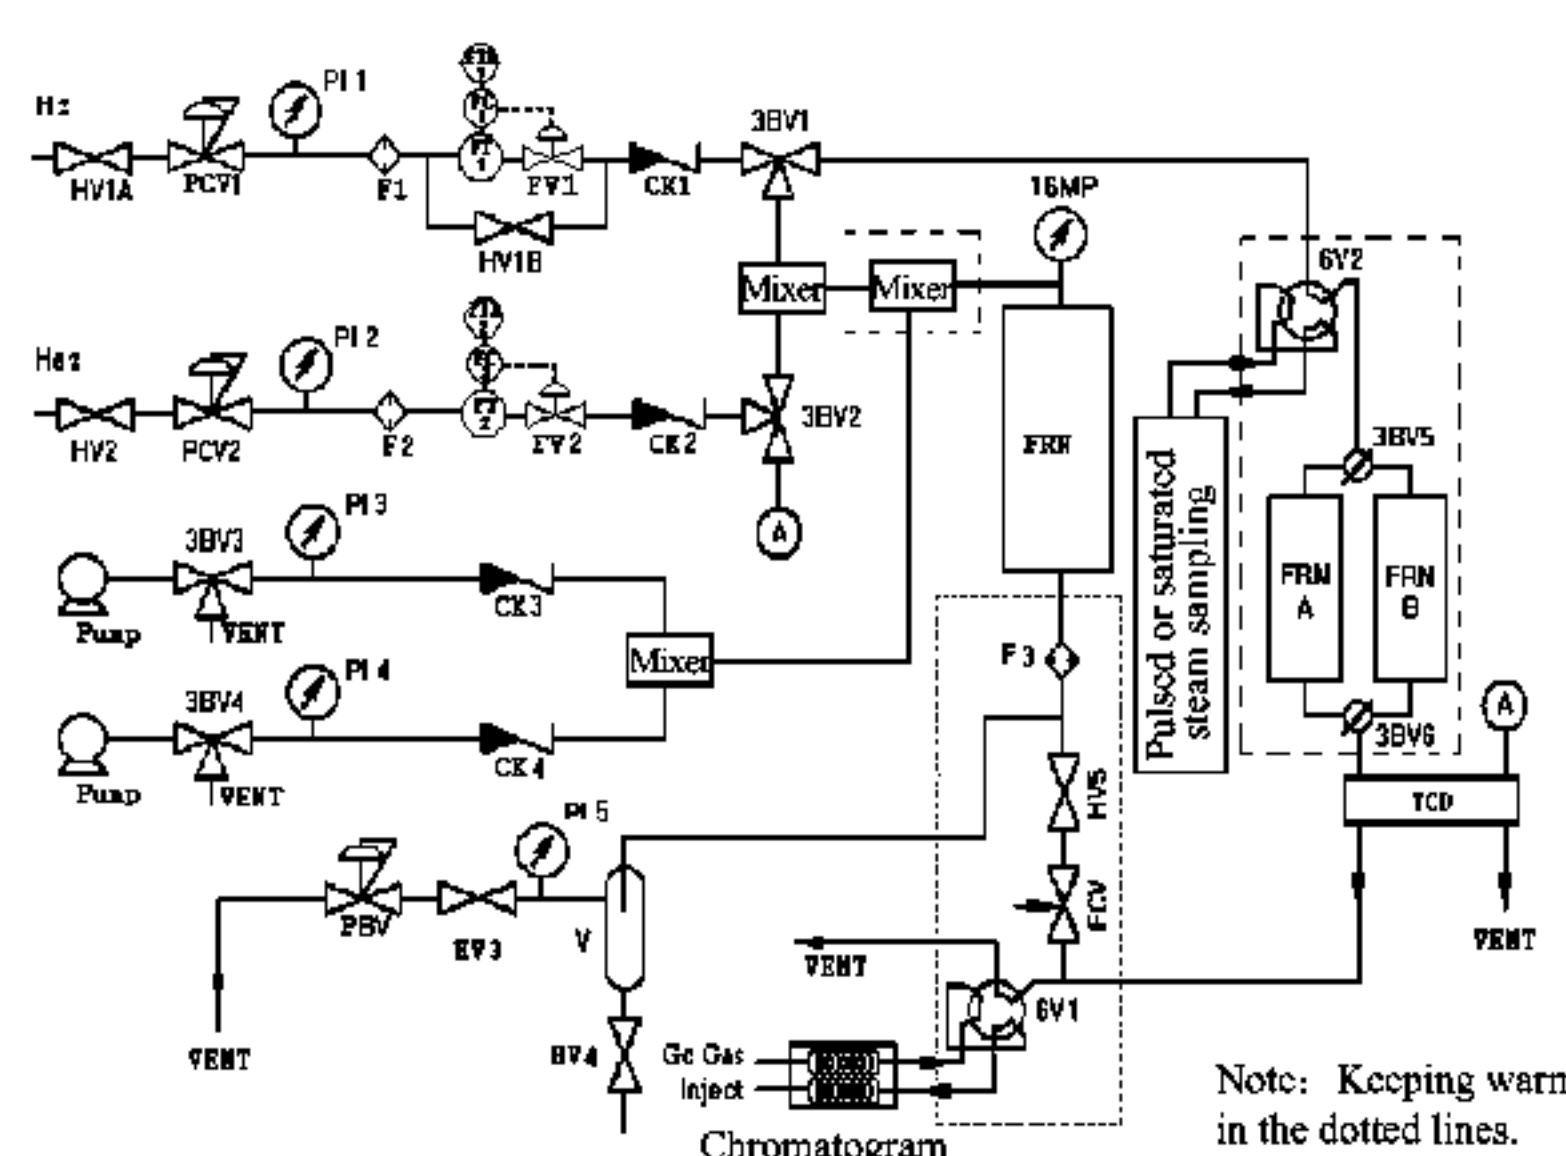 PI 1
H2
3BV1
HV1A
PCV1
F1
FV1
CK1
16MP
HV1B
6V2
Mixer
Mixer
PI 2
3BV2
HV2
PCV2
F2
FV2
CK2
FRN
3BV5
Pulsed or saturated
steam sampling
PI 3
A
3BV3
FRN
A
FRN
B
CK3
Pump
VENT
Mixer
F3
PI 4
3BV4
A
3BV6
CK4
Pump
VENT
HV5
TCD
PI 5
PBV
V
FCV
VENT
VENT
6V1
VENT
Gc Gas
Inject
Note: Keeping warm
in the dotted lines.
Chromatogram